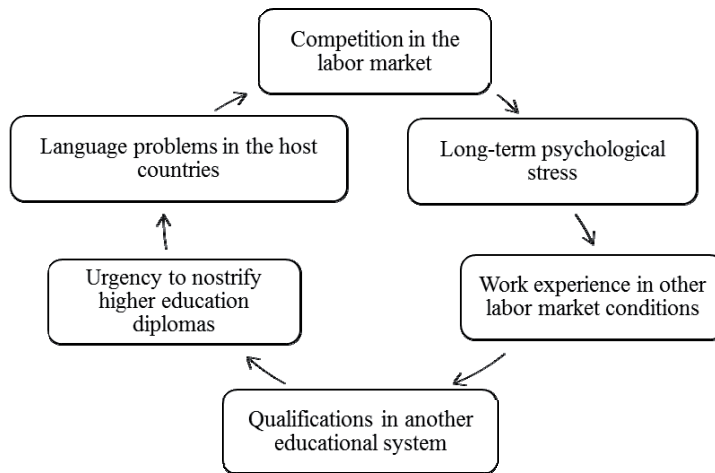 Competition in the
labor market
Long-term psychological
stress
Work experience in other
labor market conditions
Qualifications in another
educational system
Urgency to nostrify
higher education
diplomas
Language problems in the host
countries